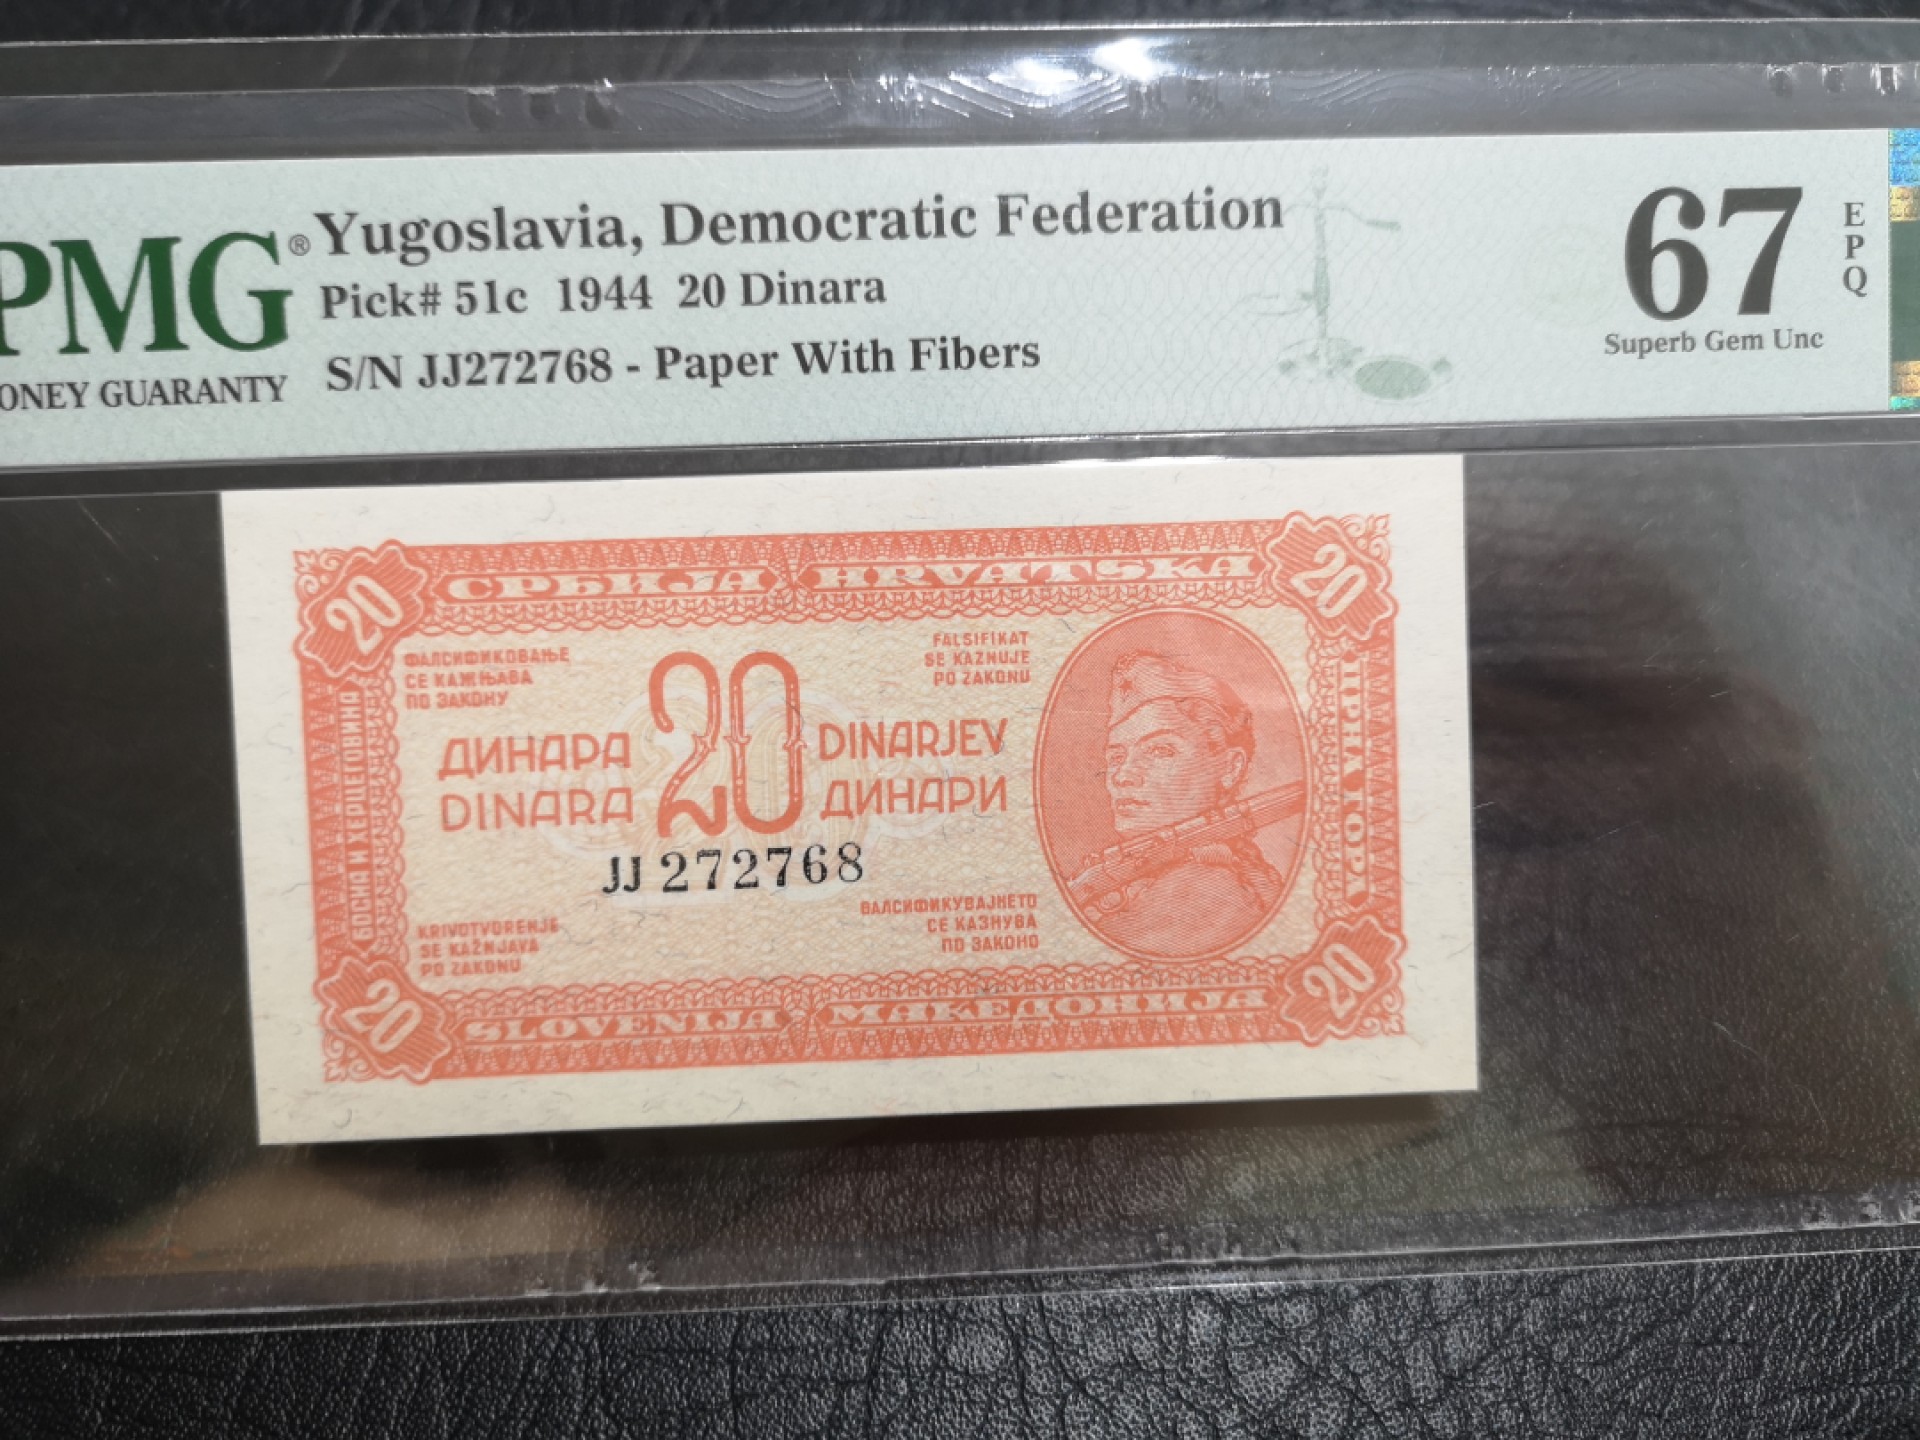 PMG®
ONEY GUARANTY
Yugoslavia, Democratic Federation
Pick# 51c 1944 20 Dinara
S/N JJ272768 - Paper With Fibers
67
EPQ
Superb Gem Unc
20
СРБИЈА HRVATSKA
20
ФАЛСИФИКОВАЊЕ
СЕ КАЖЊАВА
ПО ЗАКОНУ
FALSIFIKAT
SE KAZNUJE
PO ZAKONU
БОСНА И ХЕРЦЕГОВИНА
ЦРНА ГОРА
20
ДИНАРА
DINARA
DINARJEV
ДИНАРИ
JJ 272768
KRIVOTVORENJE
SE KAŽNJAVA
PO ZAKONU
ФАЛСИФИКУВАЈНЕТО
СЕ КАЗНУВА
ПО ЗАКОНО
20
SLOVENIJA МАКЕДОНИЈА
20